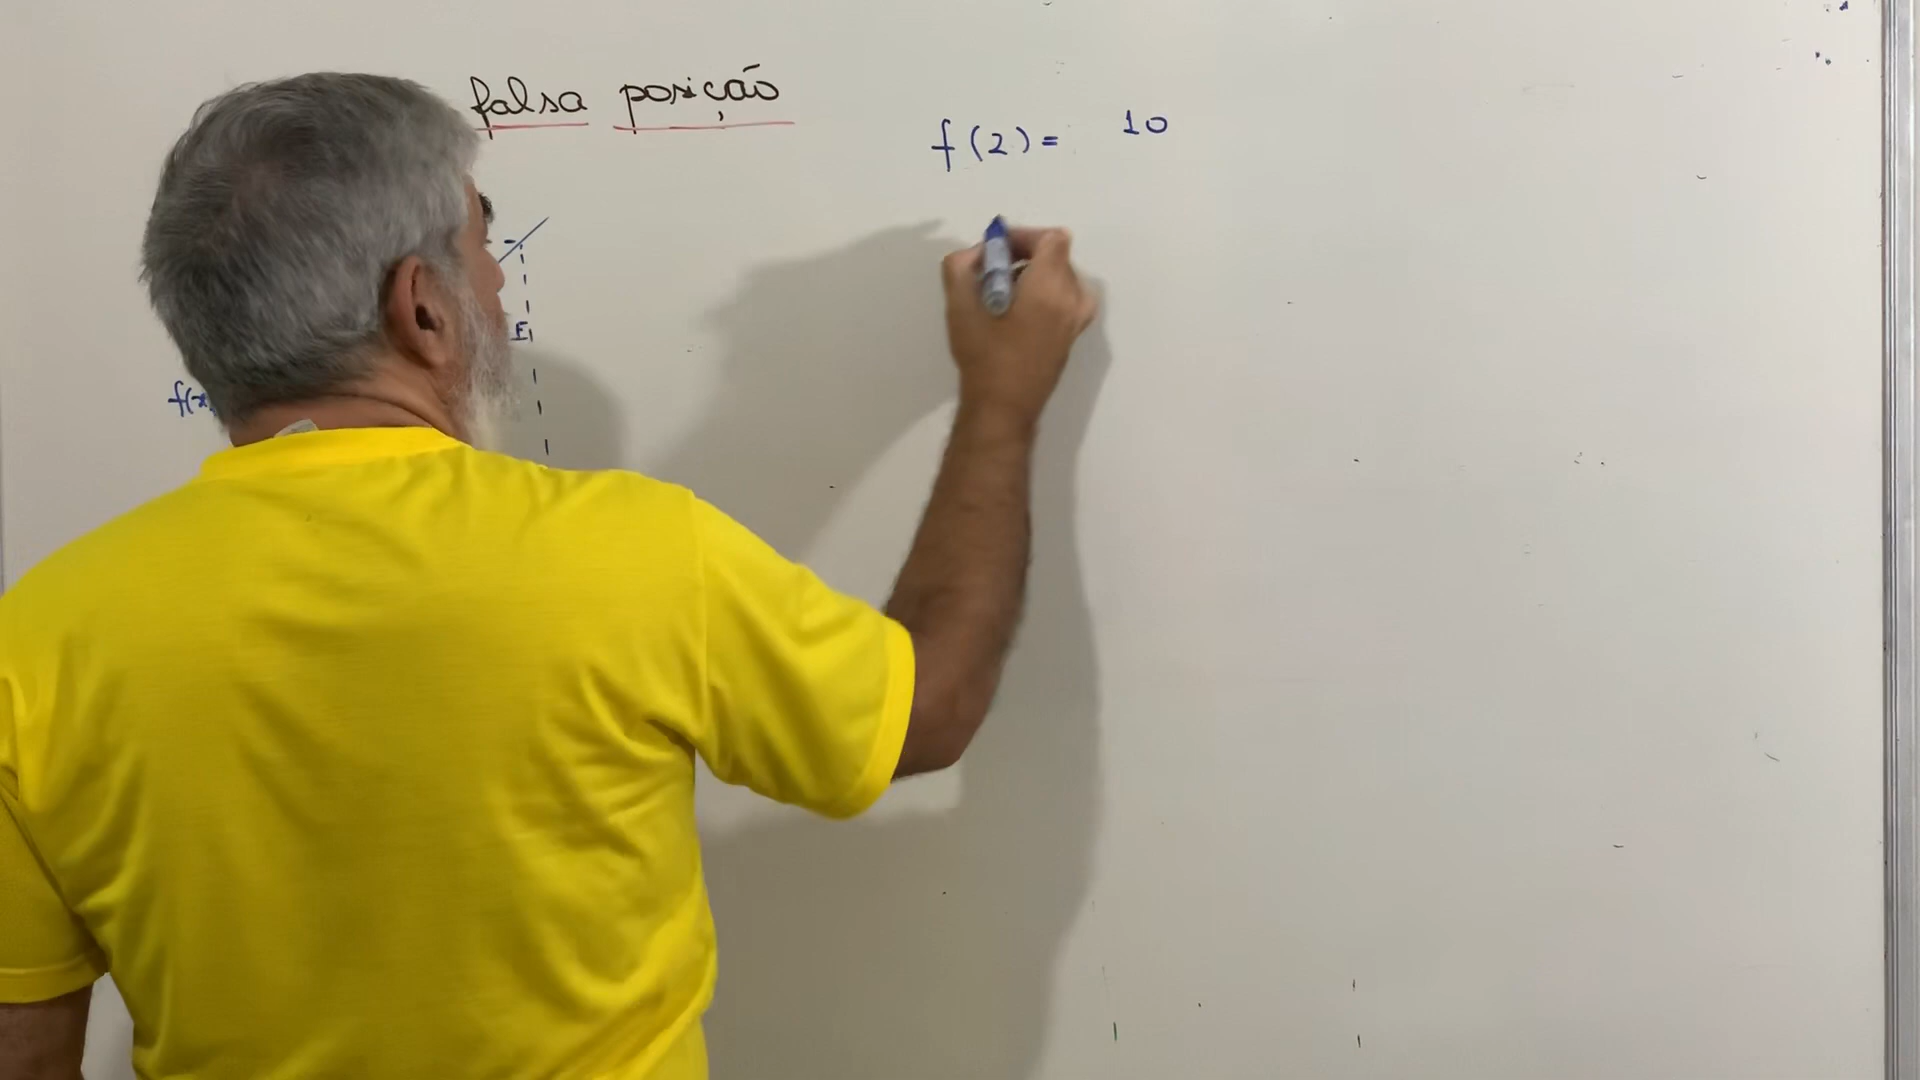 falsa posição
f(2) = 10
E
f(x